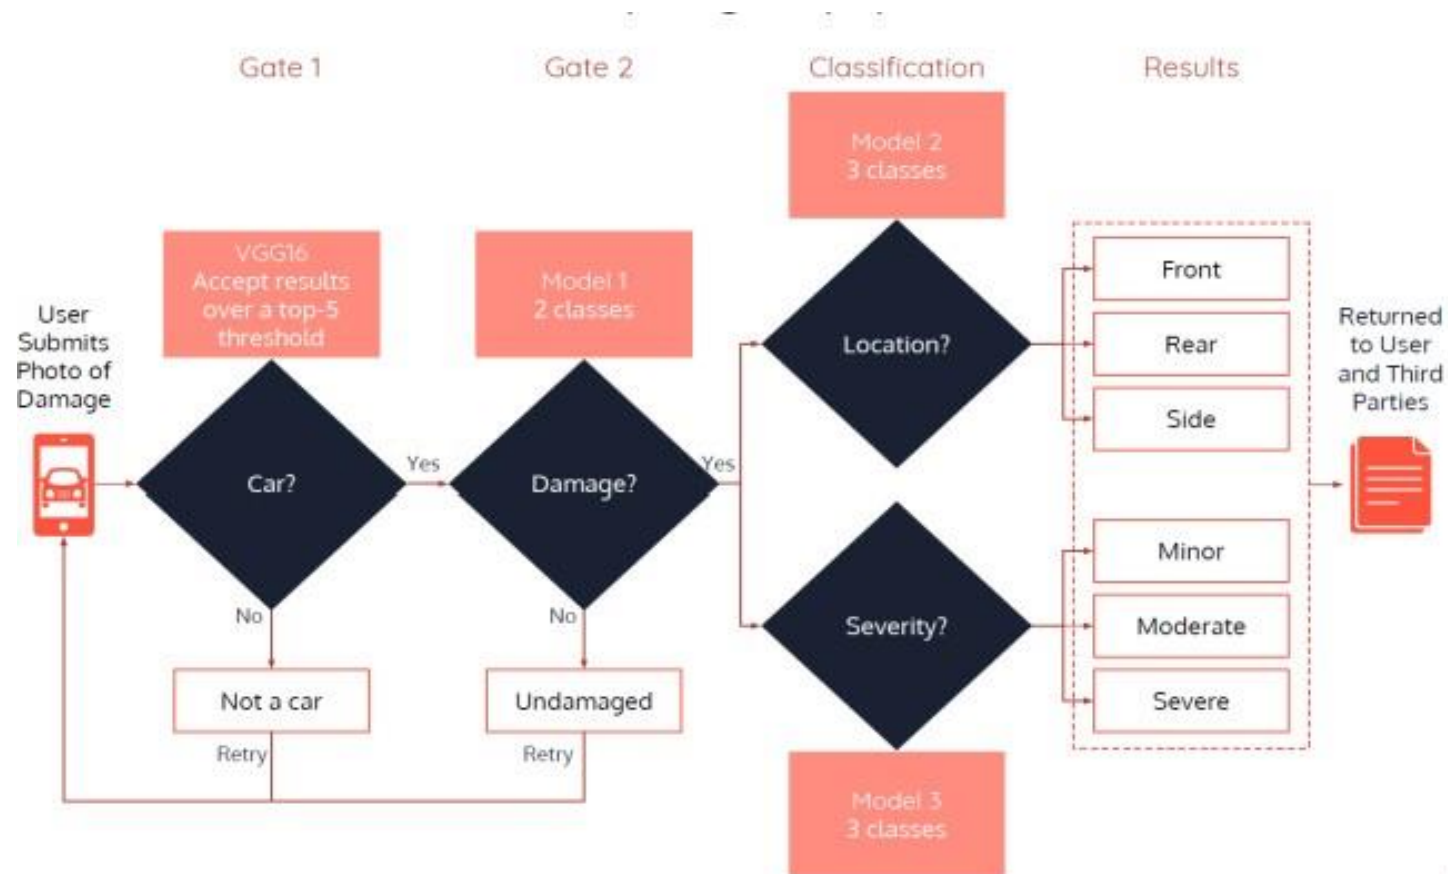 Gate 1
Gate 2
Classification
Results
User
Submits
Photo of
Damage
VGG16
Accept results
over a top-5
threshold
Car?
Yes
No
Not a car
Retry
Model 1
2 classes
Damage?
Yes
No
Undamaged
Retry
Model 2
3 classes
Location?
Severity?
Model 3
3 classes
Front
Rear
Side
Minor
Moderate
Severe
Returned
to User
and Third
Parties